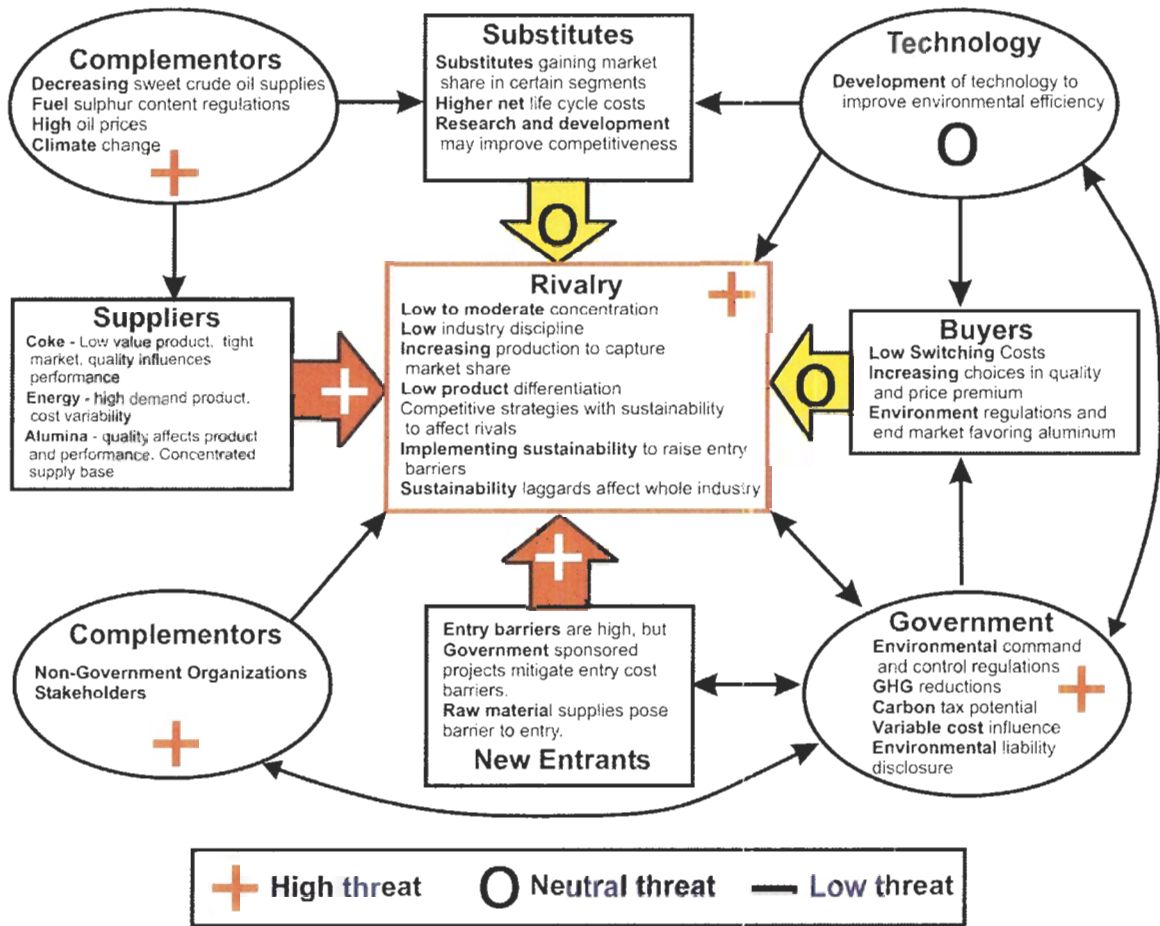 Complementors
Decreasing sweet crude oil supplies
Fuel sulphur content regulations
High oil prices
Climate change
Substitutes
Substitutes gaining market
share in certain segments
Higher net life cycle costs
Research and development
may improve competitiveness
O
Technology
Development of technology to
improve environmental efficiency
O
Suppliers
Coke - Low value product, tight
market, quality influences
performance
Energy - high demand product,
cost variability
Alumina - quality affects product
and performance. Concentrated
supply base
+
Rivalry
Low to moderate concentration
Low industry discipline
Increasing production to capture
market share
Low product differentiation
Competitive strategies with sustainability
to affect rivals
Implementing sustainability to raise entry
barriers
Sustainability laggards affect whole industry
+
O
Buyers
Low Switching Costs
Increasing choices in quality
and price premium
Environment regulations and
end market favoring aluminum
Complementors
Non-Government Organizations
Stakeholders
+
+
Entry barriers are high, but
Government sponsored
projects mitigate entry cost
barriers.
Raw material supplies pose
barrier to entry.
New Entrants
Government
Environmental command
and control regulations
GHG reductions
Carbon tax potential
Variable cost influence
Environmental liability
disclosure
+
+ High threat O Neutral threat — Low threat